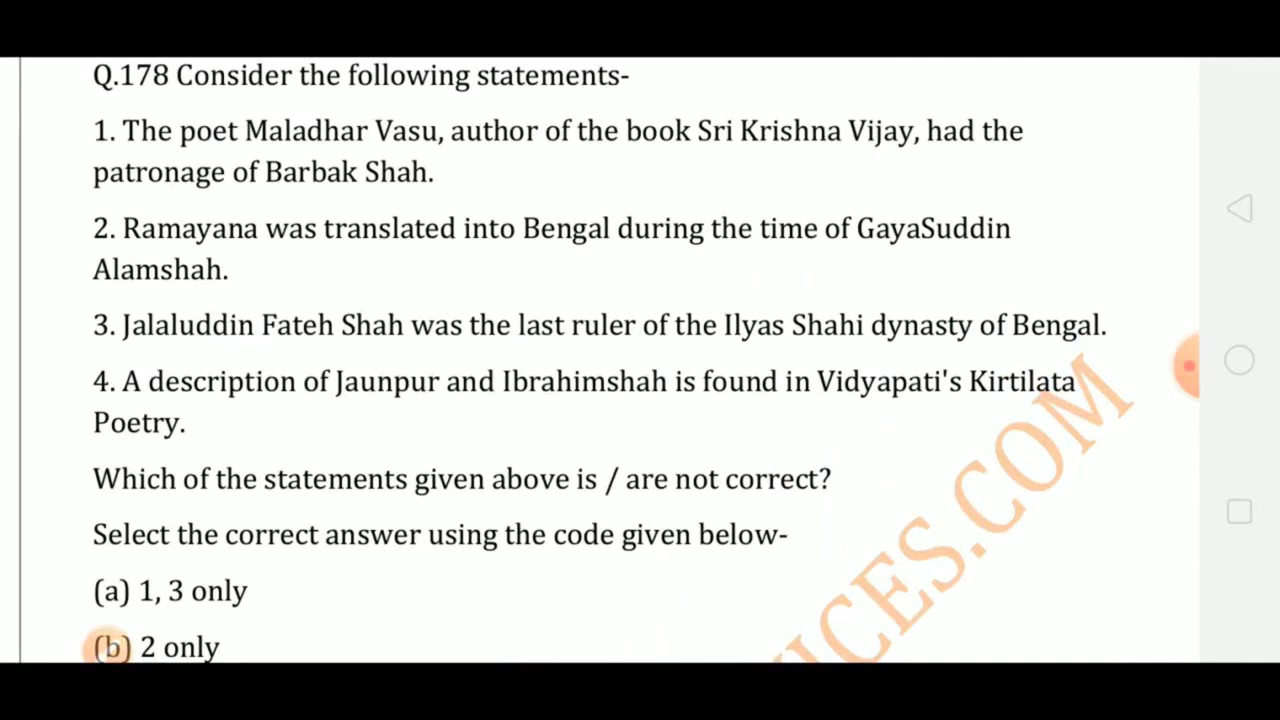 Q.178 Consider the following statements-
1. The poet Maladhar Vasu, author of the book Sri Krishna Vijay, had the
patronage of Barbak Shah.
2. Ramayana was translated into Bengal during the time of GayaSuddin
Alamshah.
3. Jalaluddin Fateh Shah was the last ruler of the Ilyas Shahi dynasty of Bengal.
4. A description of Jaunpur and Ibrahimshah is found in Vidyapati's Kirtilata
Poetry.
Which of the statements given above is / are not correct?
Select the correct answer using the code given below-
(a) 1, 3 only
(b) 2 only
ICES.COM